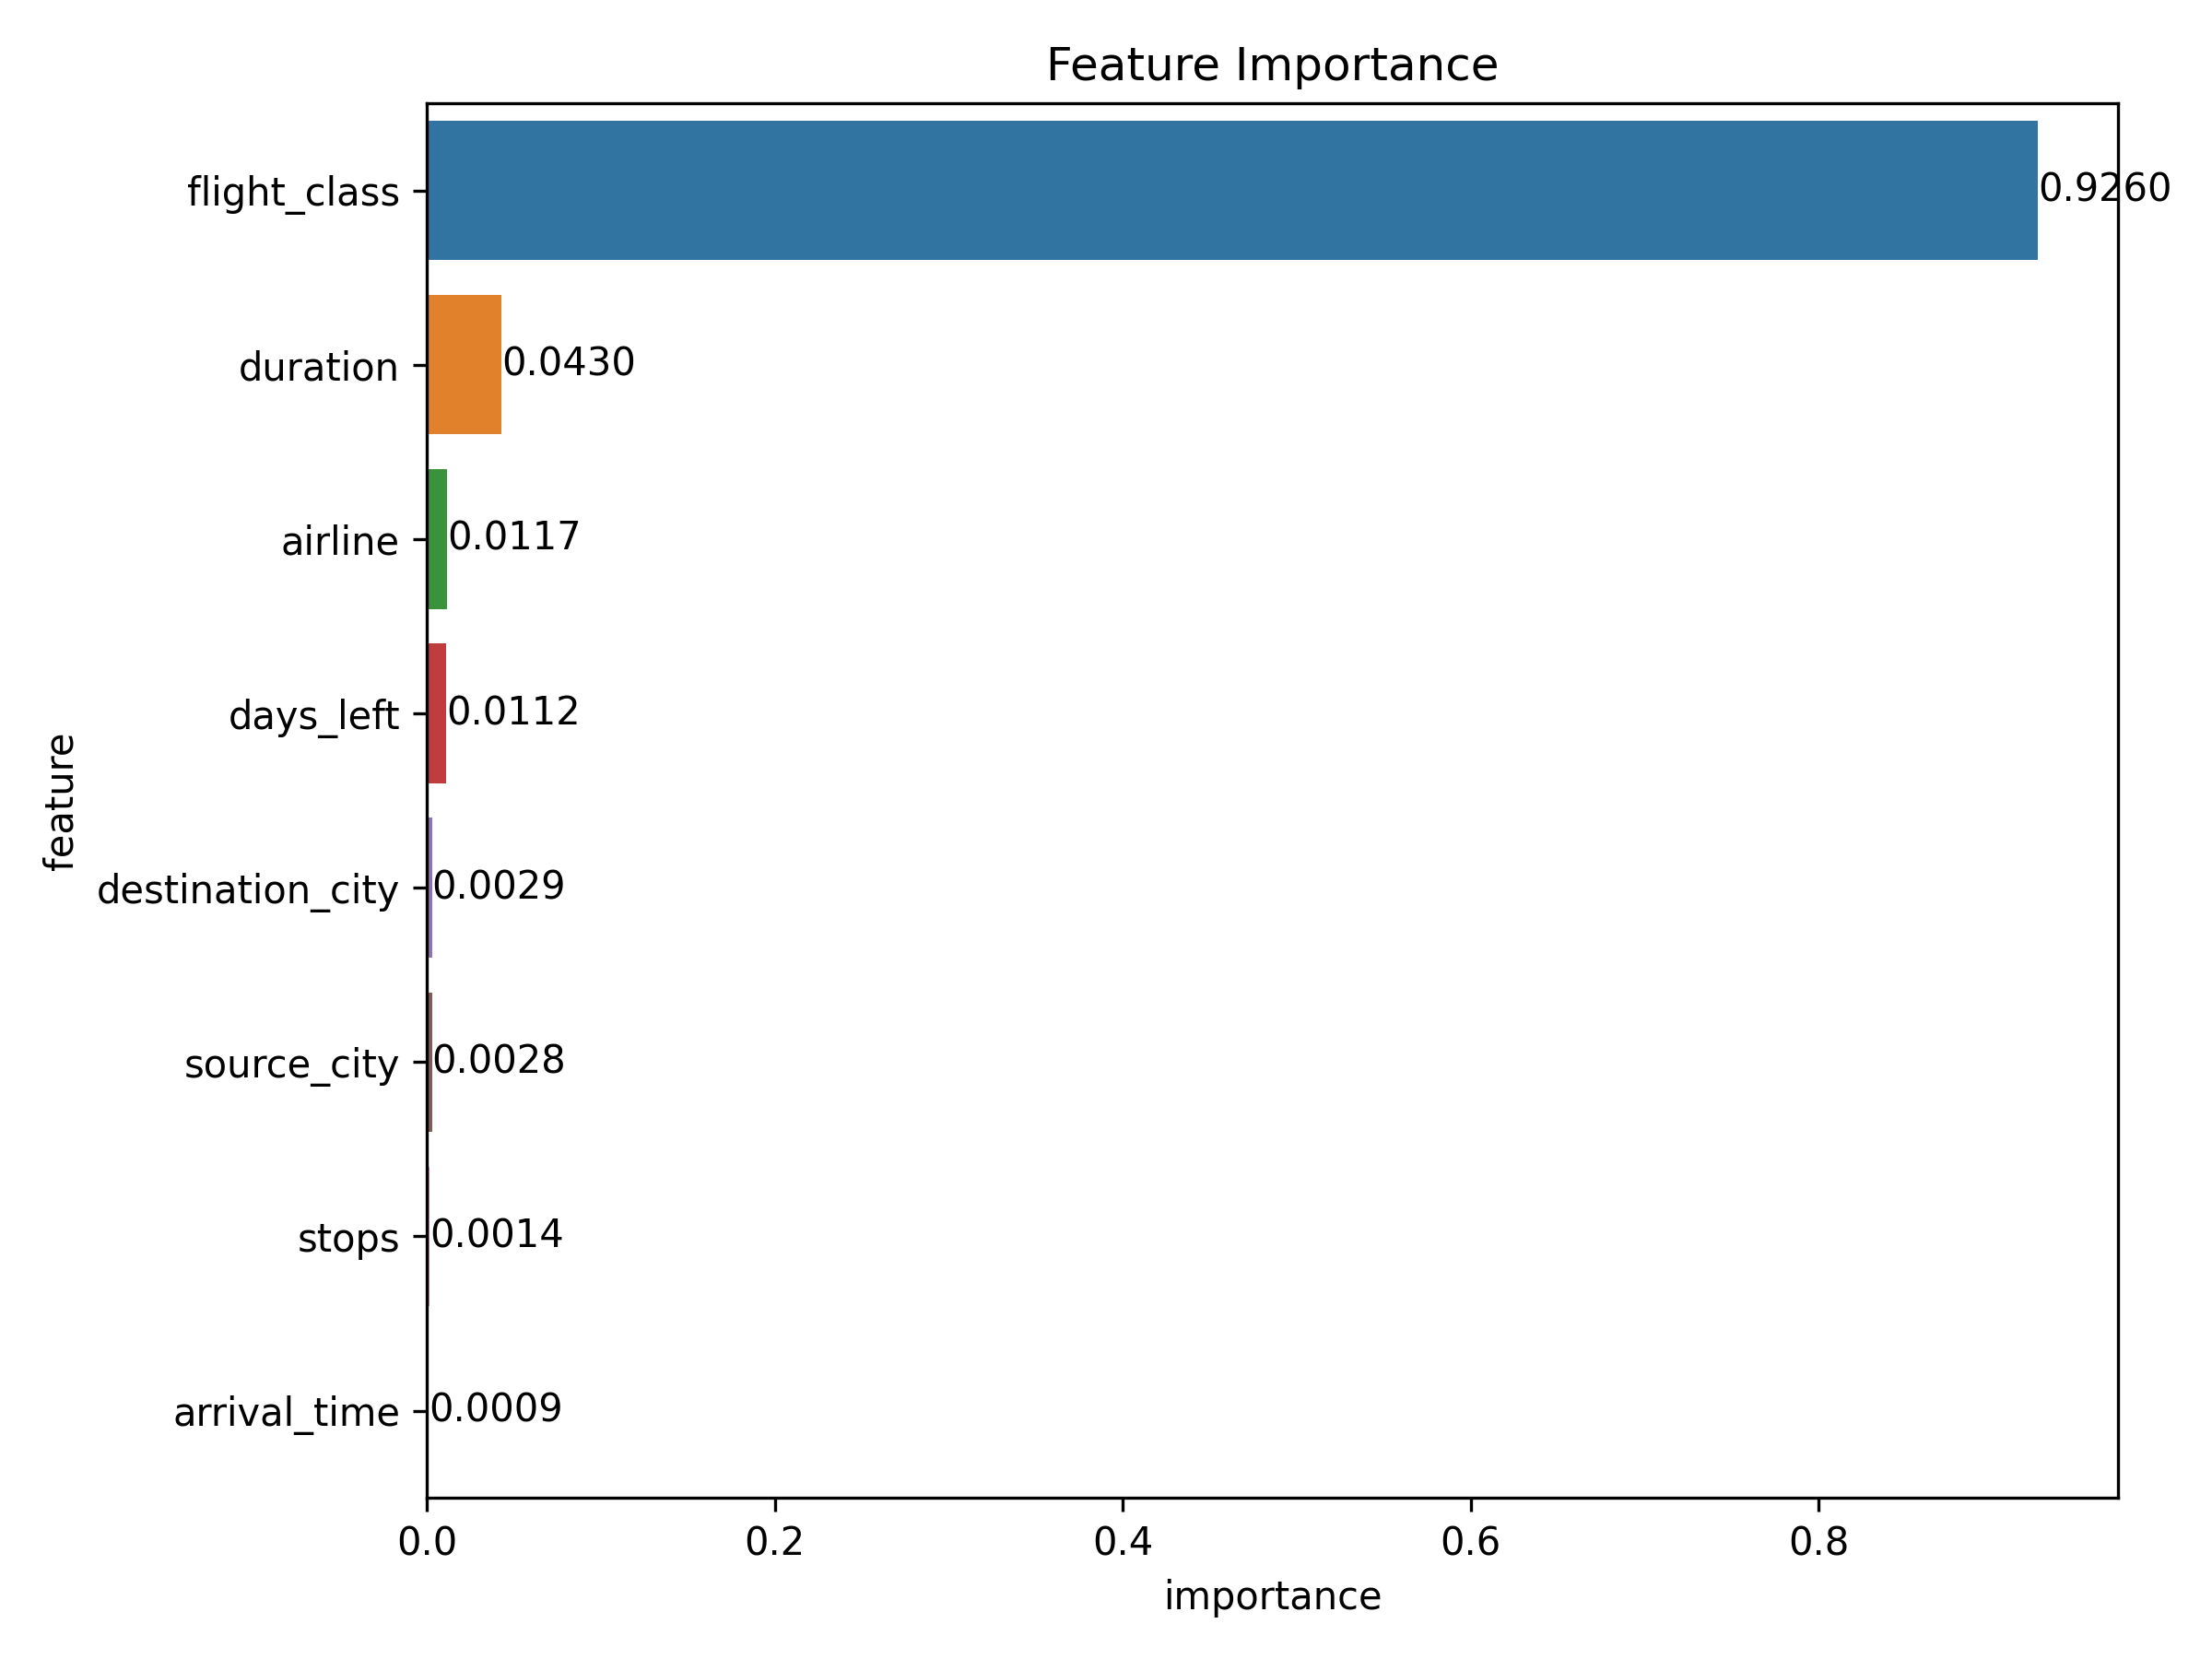 Feature Importance
flight_class
0.9260
duration
0.0430
airline
0.0117
days_left
0.0112
destination_city
0.0029
source_city
0.0028
stops
0.0014
arrival_time
0.0009
feature
0.0 0.2 0.4 0.6 0.8
importance